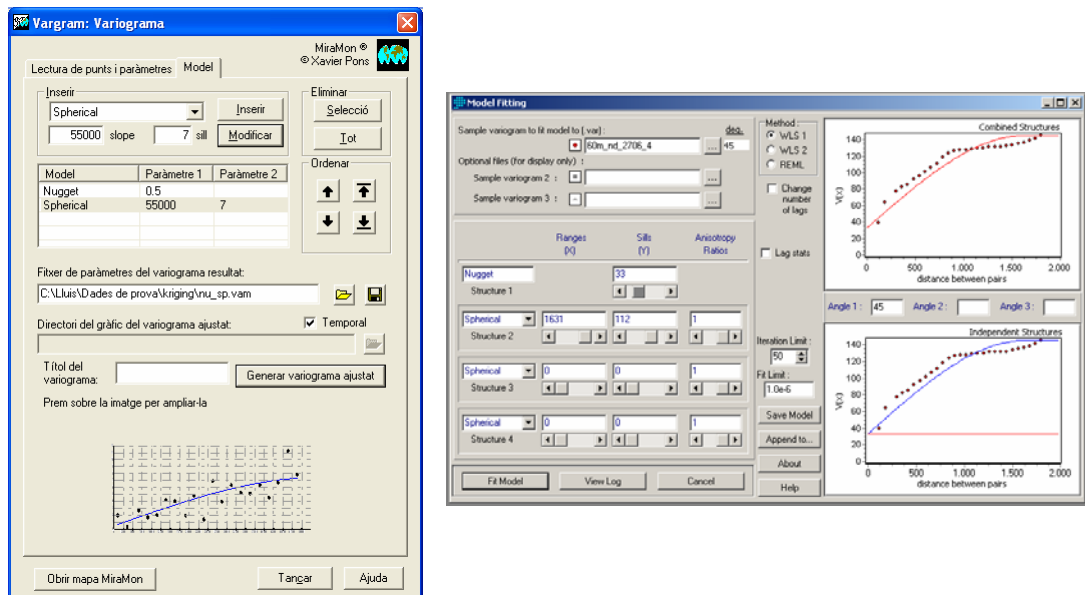 Vargram: Variograma
MiraMon ®
© Xavier Pons
Lectura de punts i paràmetres Model
Inserir
Spherical
Inserir
55000 slope 7 sill Modificar
Eliminar
Selecció
Tot
Ordenar
Model Paràmetre 1 Paràmetre 2
Nugget 0.5
Spherical 55000 7
Fitxer de paràmetres del variograma resultat:
C:\Lluis\Dades de prova\kriging\nu_sp.vam
Directori del gràfic del variograma ajustat: Temporal
Títol del
variograma:
Generar variograma ajustat
Prem sobre la imatge per ampliar-la
Obrir mapa MiraMon Tancar Ajuda
Model Fitting
Sample variogram to fit model to (.var) : deg.
60m_nd_2706_4 ... 45
Optional files (for display only) :
Sample variogram 2 : ...
Sample variogram 3 : ...
Ranges Sills Anisotropy
(X) (Y) Ratios
Nugget 33
Structure 1
Spherical 1631 112 1
Structure 2
Spherical 0 0 1
Structure 3
Spherical 0 0 1
Structure 4
Fit Model View Log Cancel
Method :
WLS 1
WLS 2
REML
Change
number
of lags
Lag stats
Iteration Limit :
50
Fit Limit :
1.0e-6
Save Model
Append to...
About
Help
Combined Structures
140
120
100
80
60
40
20
0
V(x)
0 500 1.000 1.500 2.000
distance between pairs
Angle 1 : 45 Angle 2 : Angle 3 :
Independent Structures
140
120
100
80
60
40
20
0
V(x)
0 500 1.000 1.500 2.000
distance between pairs